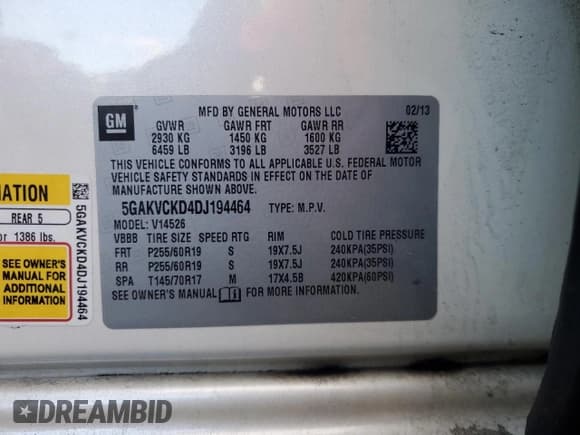 GM
MFD BY GENERAL MOTORS LLC 02/13
GVWR GAWR FRT GAWR RR
2930 KG 1450 KG 1600 KG
6459 LB 3196 LB 3527 LB
THIS VEHICLE CONFORMS TO ALL APPLICABLE U.S. FEDERAL MOTOR
VEHICLE SAFETY STANDARDS IN EFFECT ON THE DATE OF
MANUFACTURE SHOWN ABOVE.
5GAKVCKD4DJ194464 TYPE: M.P.V.
MODEL: V14526
VBBB TIRE SIZE SPEED RTG RIM COLD TIRE PRESSURE
FRT P255/60R19 S 19X7.5J 240KPA(35PSI)
RR P255/60R19 S 19X7.5J 240KPA(35PSI)
SPA T145/70R17 M 17X4.5B 420KPA(60PSI)
SEE OWNER'S MANUAL FOR MORE INFORMATION.
MATION
REAR 5
or 1386 lbs.
SEE OWNER'S
MANUAL FOR
ADDITIONAL
INFORMATION
5GAKVCKD4DJ194464
DREAMBID